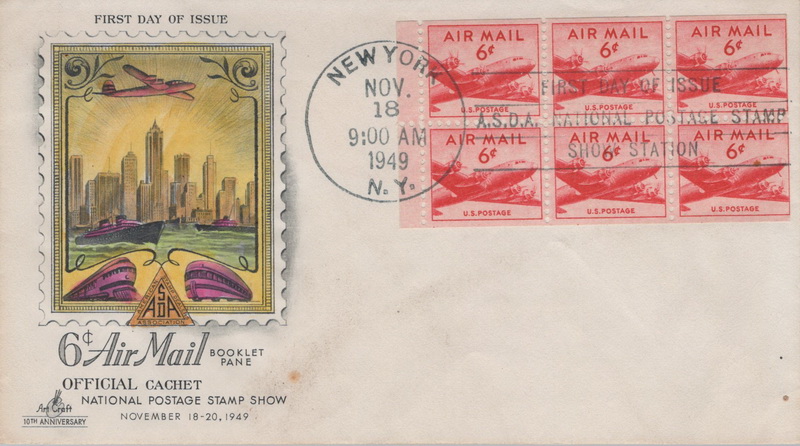 FIRST DAY OF ISSUE
ASDA
ASSOCIATION
6¢ Air Mail BOOKLET PANE
OFFICIAL CACHET
NATIONAL POSTAGE STAMP SHOW
NOVEMBER 18-20, 1949
Art Craft
10TH ANNIVERSARY
NEW YORK
NOV.
18
9:00 AM
1949
N.Y.
FIRST DAY OF ISSUE
A.S.D.A. NATIONAL POSTAGE STAMP
SHOW STATION
AIR MAIL
6¢
U.S. POSTAGE
AIR MAIL
6¢
U.S. POSTAGE
AIR MAIL
6¢
U.S. POSTAGE
AIR MAIL
6¢
U.S. POSTAGE
AIR MAIL
6¢
U.S. POSTAGE
AIR MAIL
6¢
U.S. POSTAGE